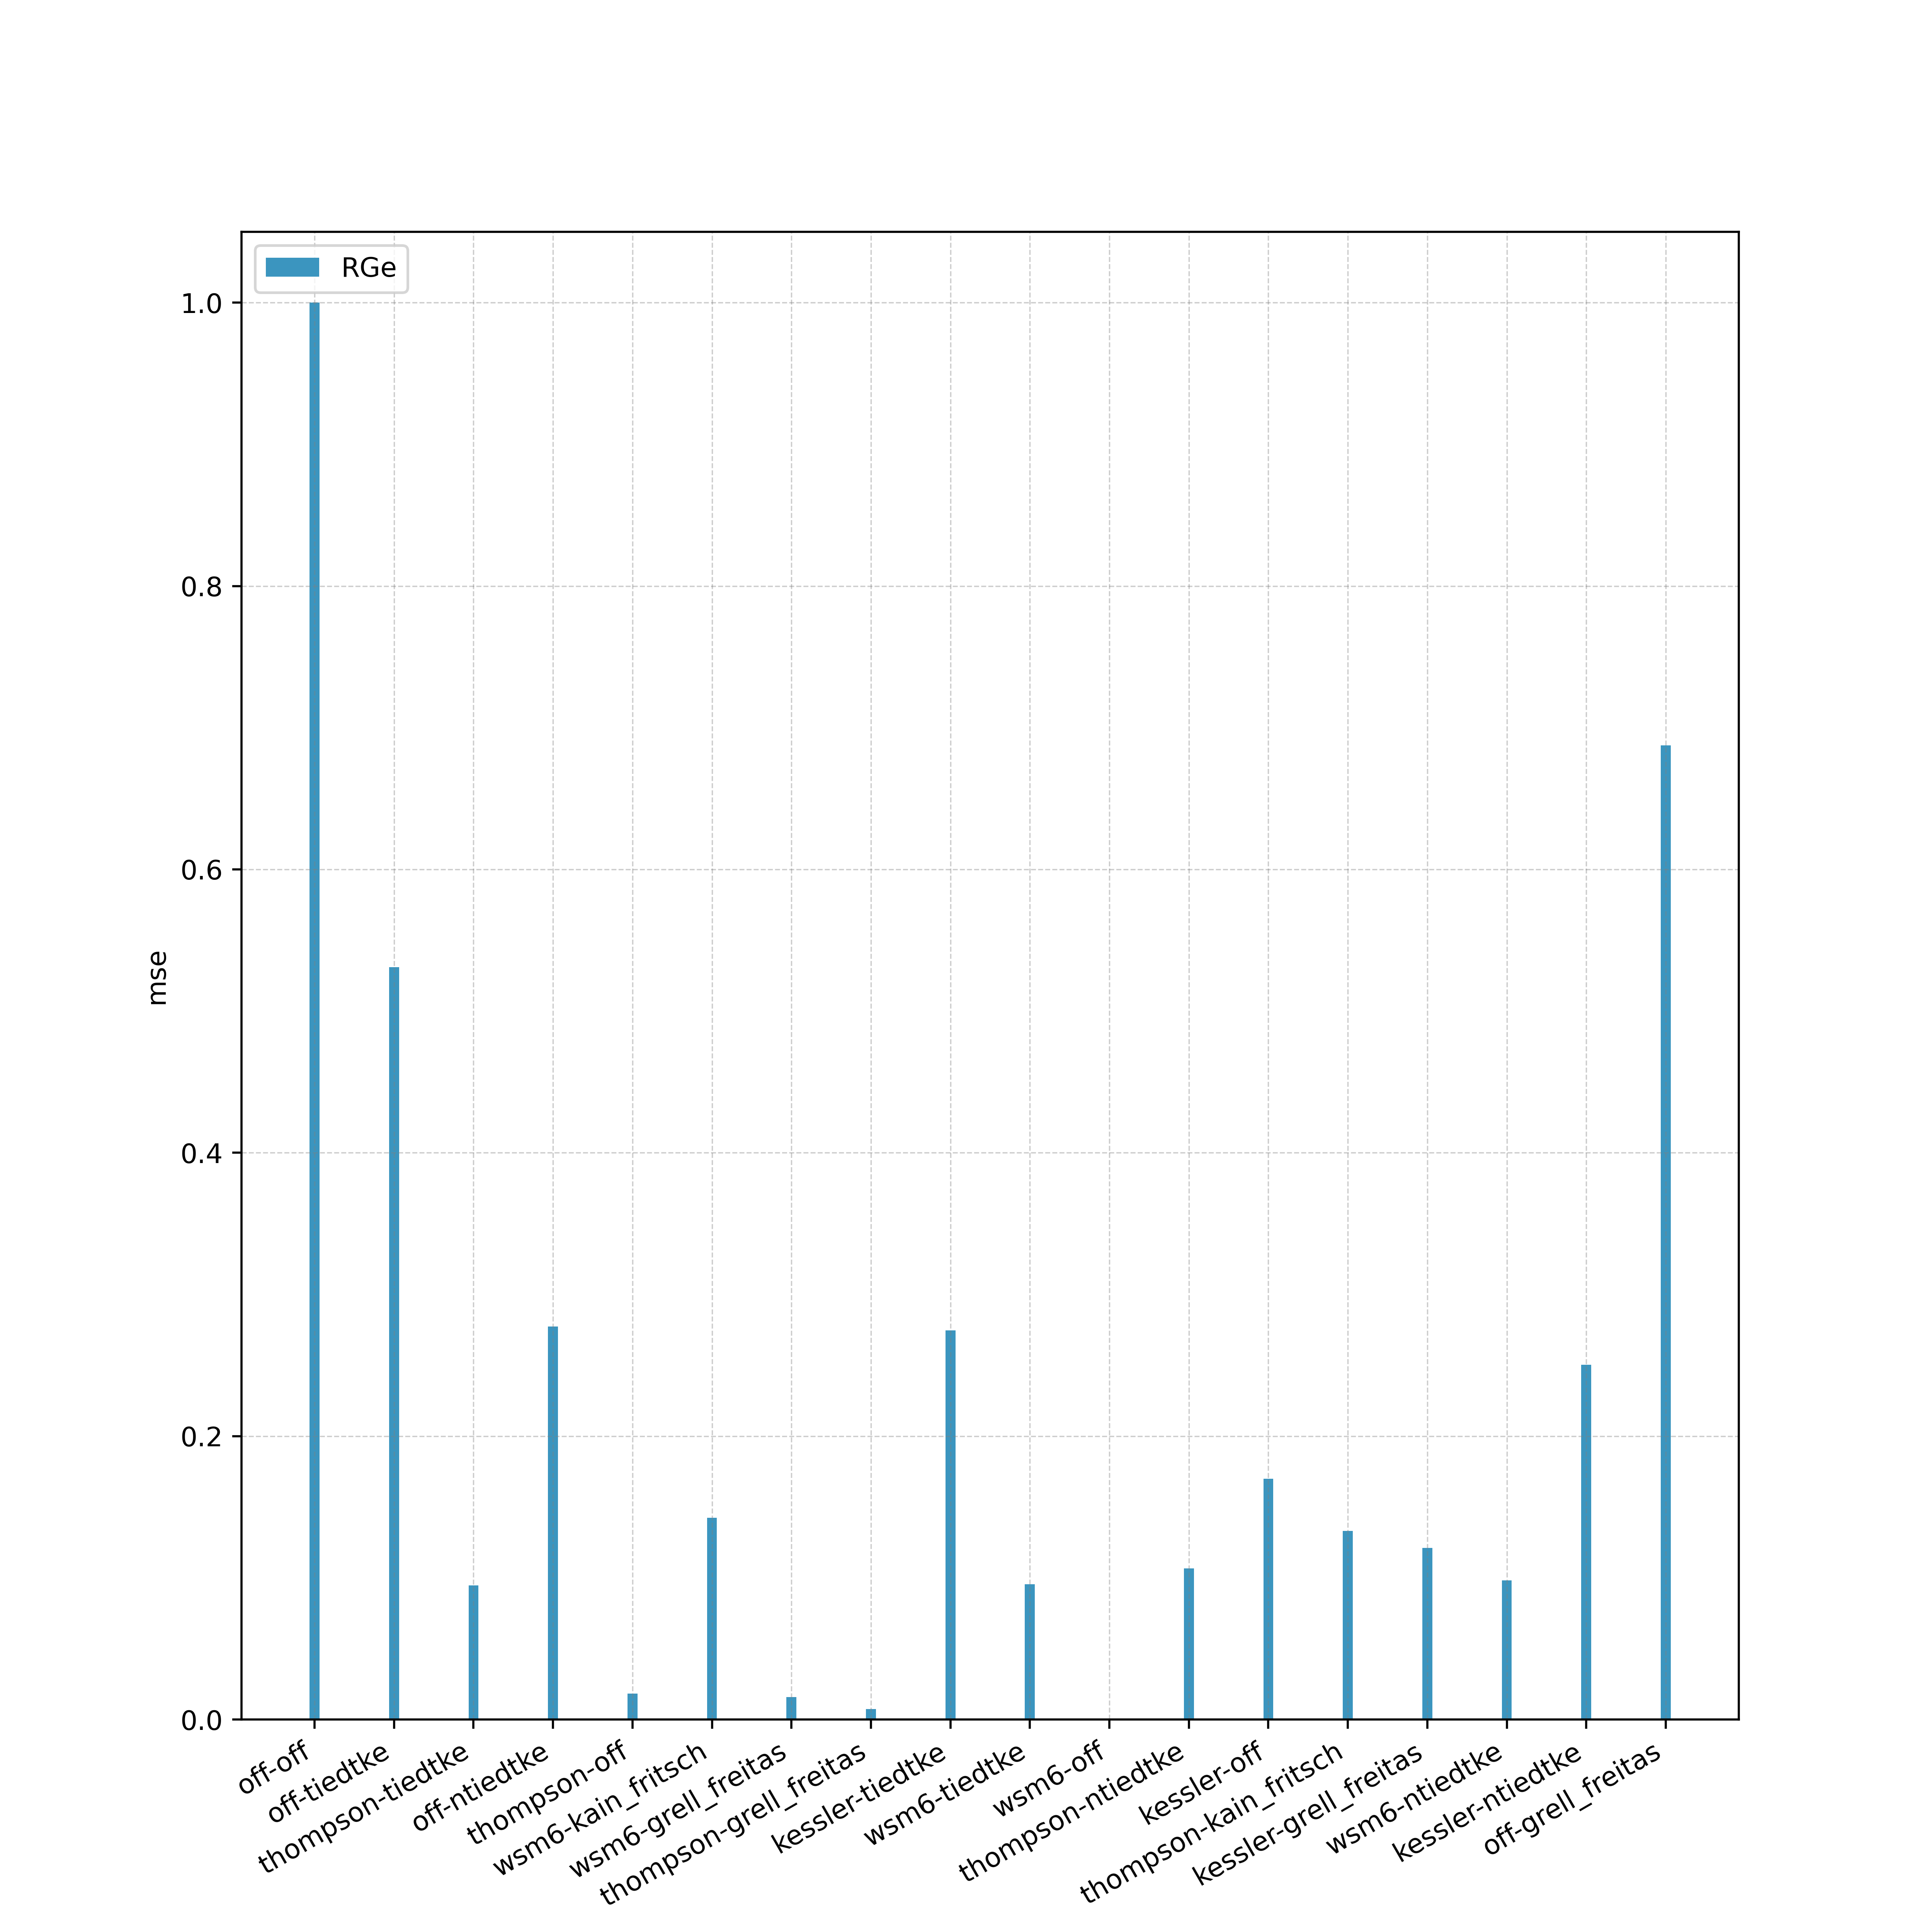 RGe
1.0
0.8
0.6
0.4
0.2
0.0
mse
off-off
off-tiedtke
thompson-tiedtke
off-ntiedtke
thompson-off
wsm6-kain_fritsch
wsm6-grell_freitas
thompson-grell_freitas
kessler-tiedtke
wsm6-tiedtke
wsm6-off
thompson-ntiedtke
kessler-off
thompson-kain_fritsch
kessler-grell_freitas
wsm6-ntiedtke
kessler-ntiedtke
off-grell_freitas